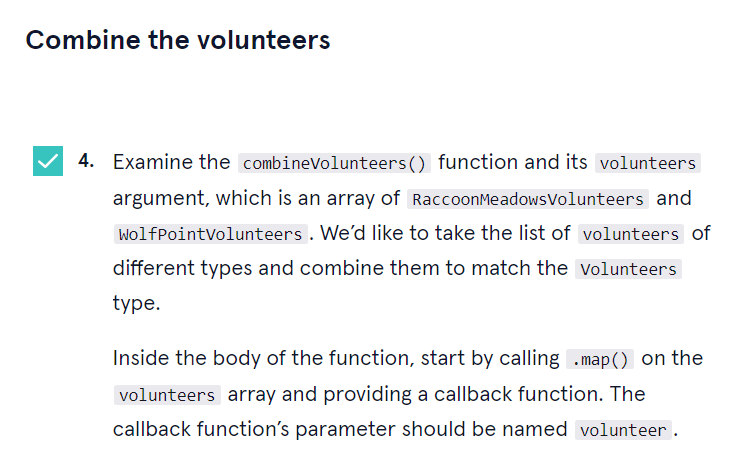 Combine the volunteers
4. Examine the combineVolunteers() function and its volunteers
argument, which is an array of RaccoonMeadowsVolunteers and
WolfPointVolunteers. We’d like to take the list of volunteers of
different types and combine them to match the Volunteers
type.
Inside the body of the function, start by calling .map() on the
volunteers array and providing a callback function. The
callback function’s parameter should be named volunteer.